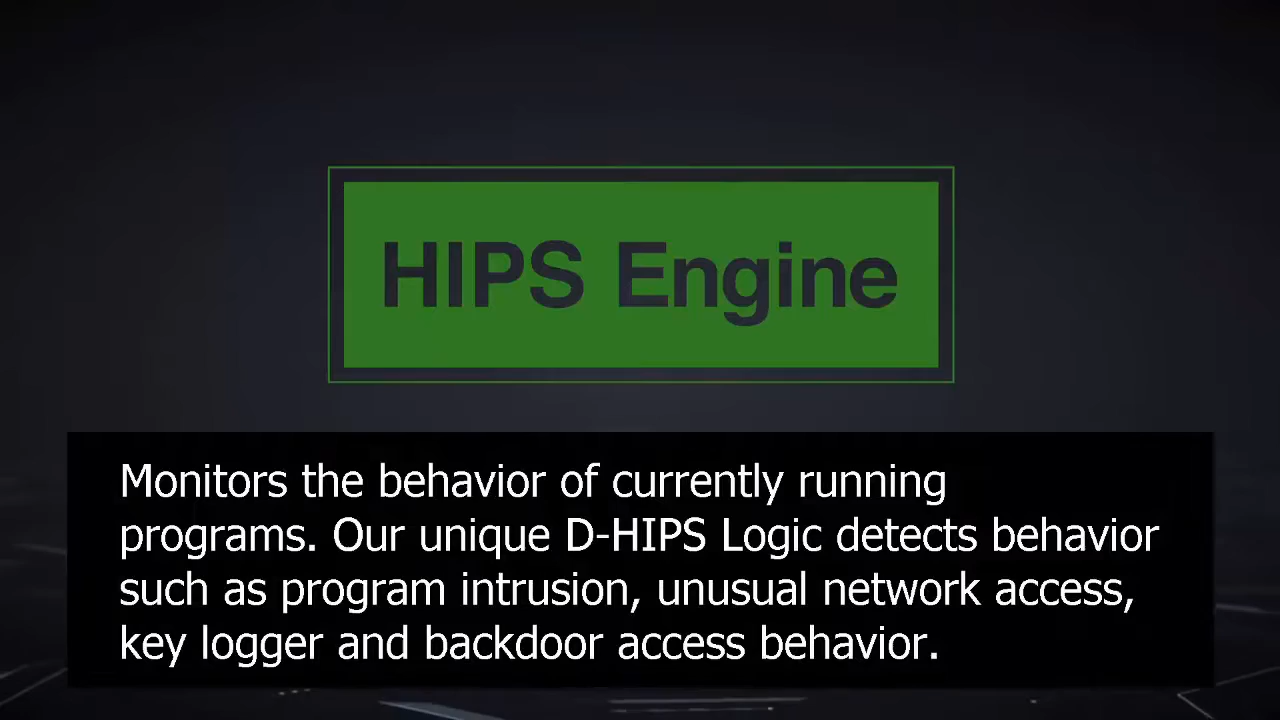 HIPS Engine
Monitors the behavior of currently running
programs. Our unique D-HIPS Logic detects behavior
such as program intrusion, unusual network access,
key logger and backdoor access behavior.